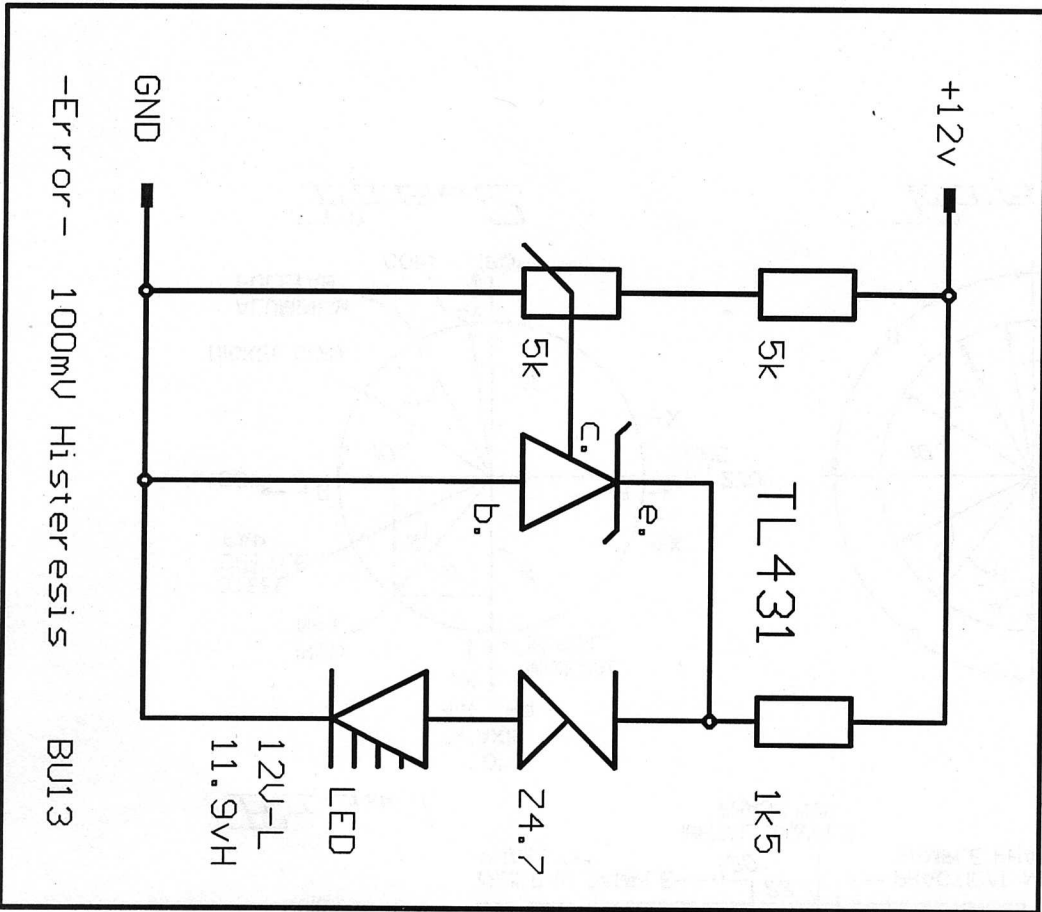 +12v
5k
1k5
TL431
5k
c.
e.
b.
Z4.7
LED
12V-L
11.9vH
GND
-Error- 100mV Histeresis BU13